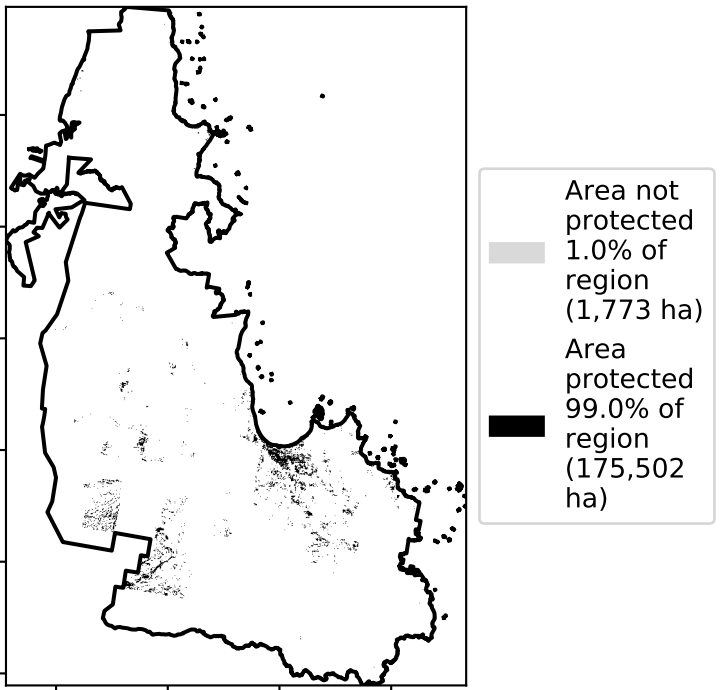 Area not
protected
1.0% of
region
(1,773 ha)
Area
protected
99.0% of
region
(175,502
ha)